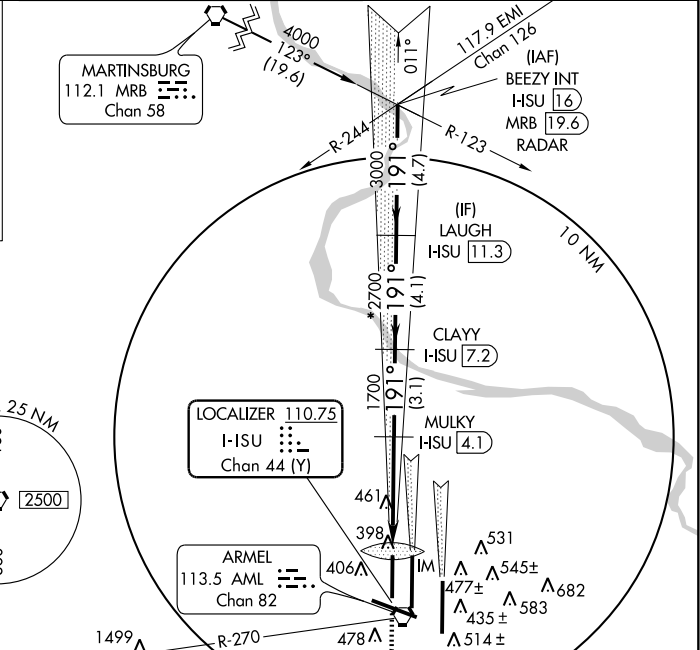 4000
123°
(19.6)
117.9 EMI
Chan 126
011°
MARTINSBURG
112.1 MRB
Chan 58
(IAF)
BEEZY INT
I-ISU 16
MRB 19.6
RADAR
R-244
R-123
3000
191°
(4.7)
(IF)
LAUGH
I-ISU 11.3
10 NM
*2700
191°
(4.1)
CLAYY
I-ISU 7.2
1700
191°
(3.1)
25 NM
2500
LOCALIZER 110.75
I-ISU
Chan 44 (Y)
MULKY
I-ISU 4.1
461
398
406
IM
531
545±
477±
682
583
435±
514±
ARMEL
113.5 AML
Chan 82
1499
R-270
478